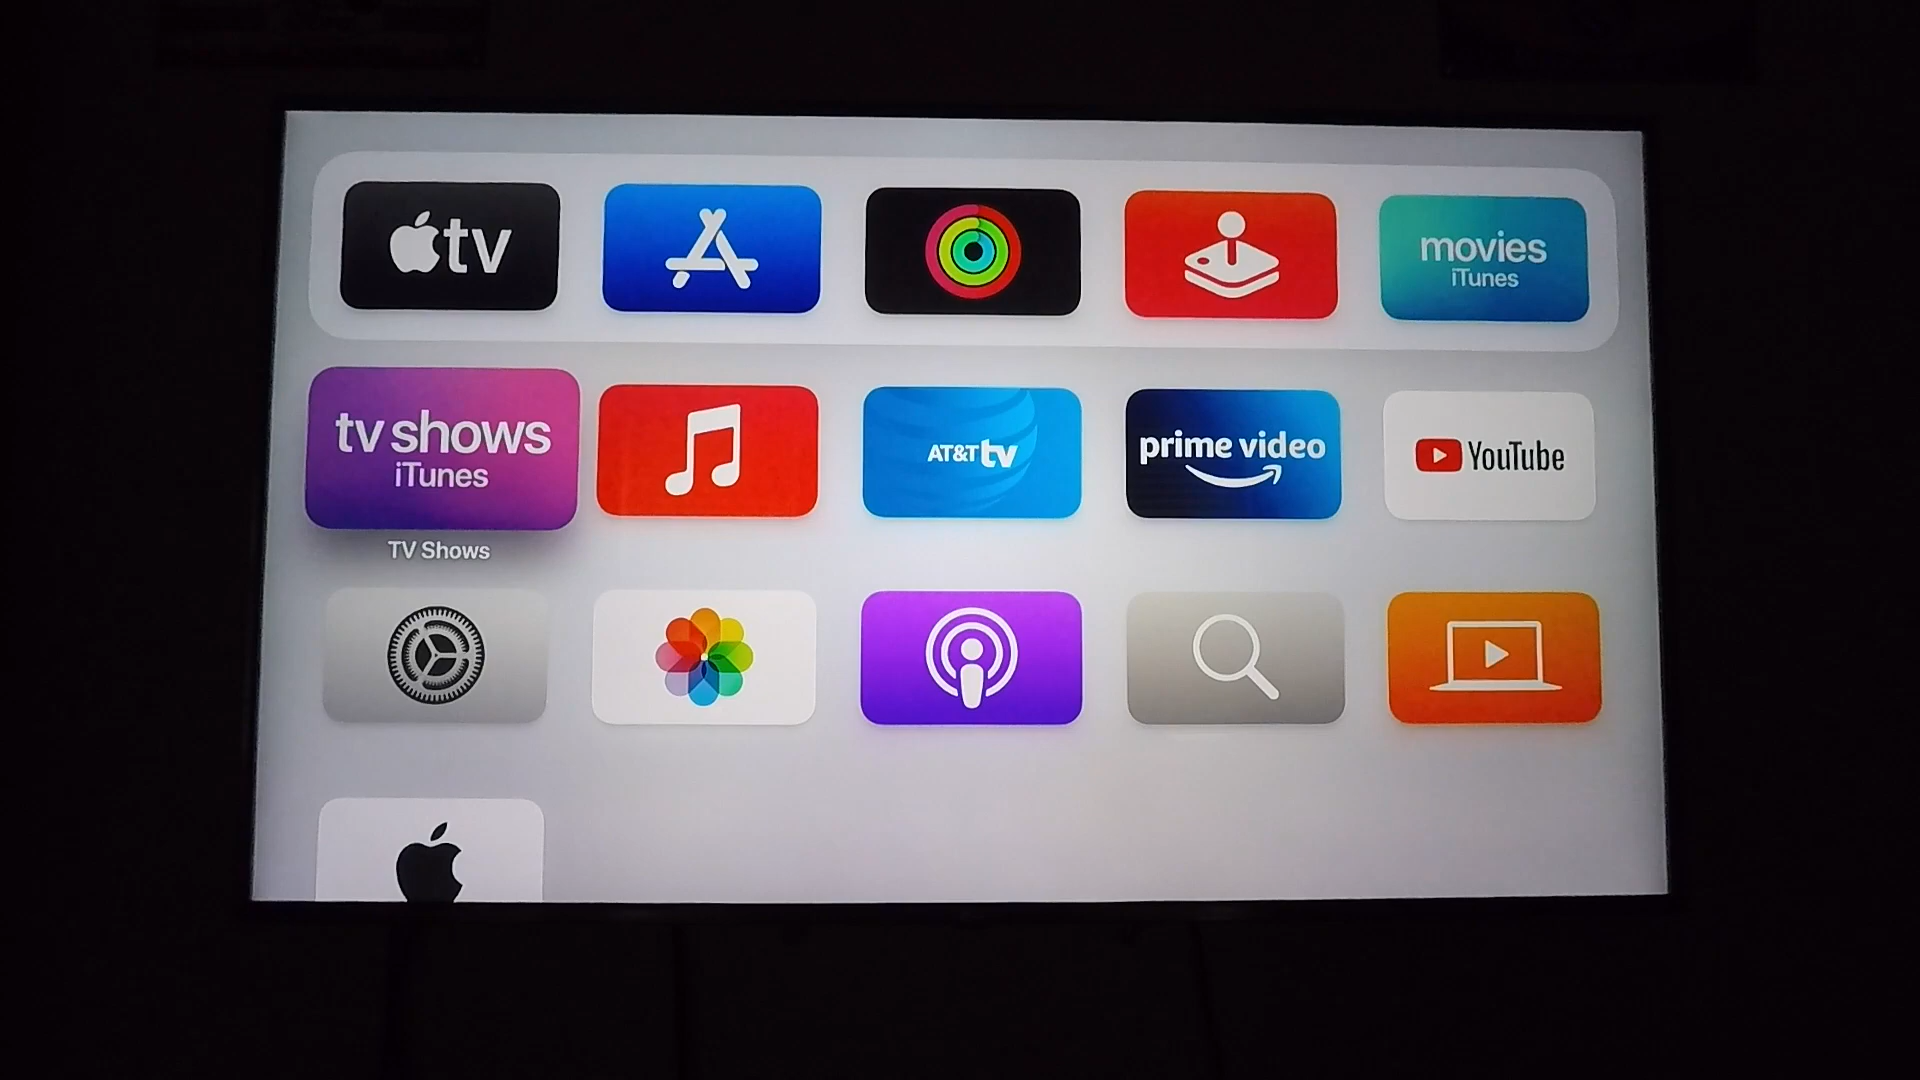 tv
movies
iTunes
tv shows
iTunes
AT&T tv
prime video
YouTube
TV Shows